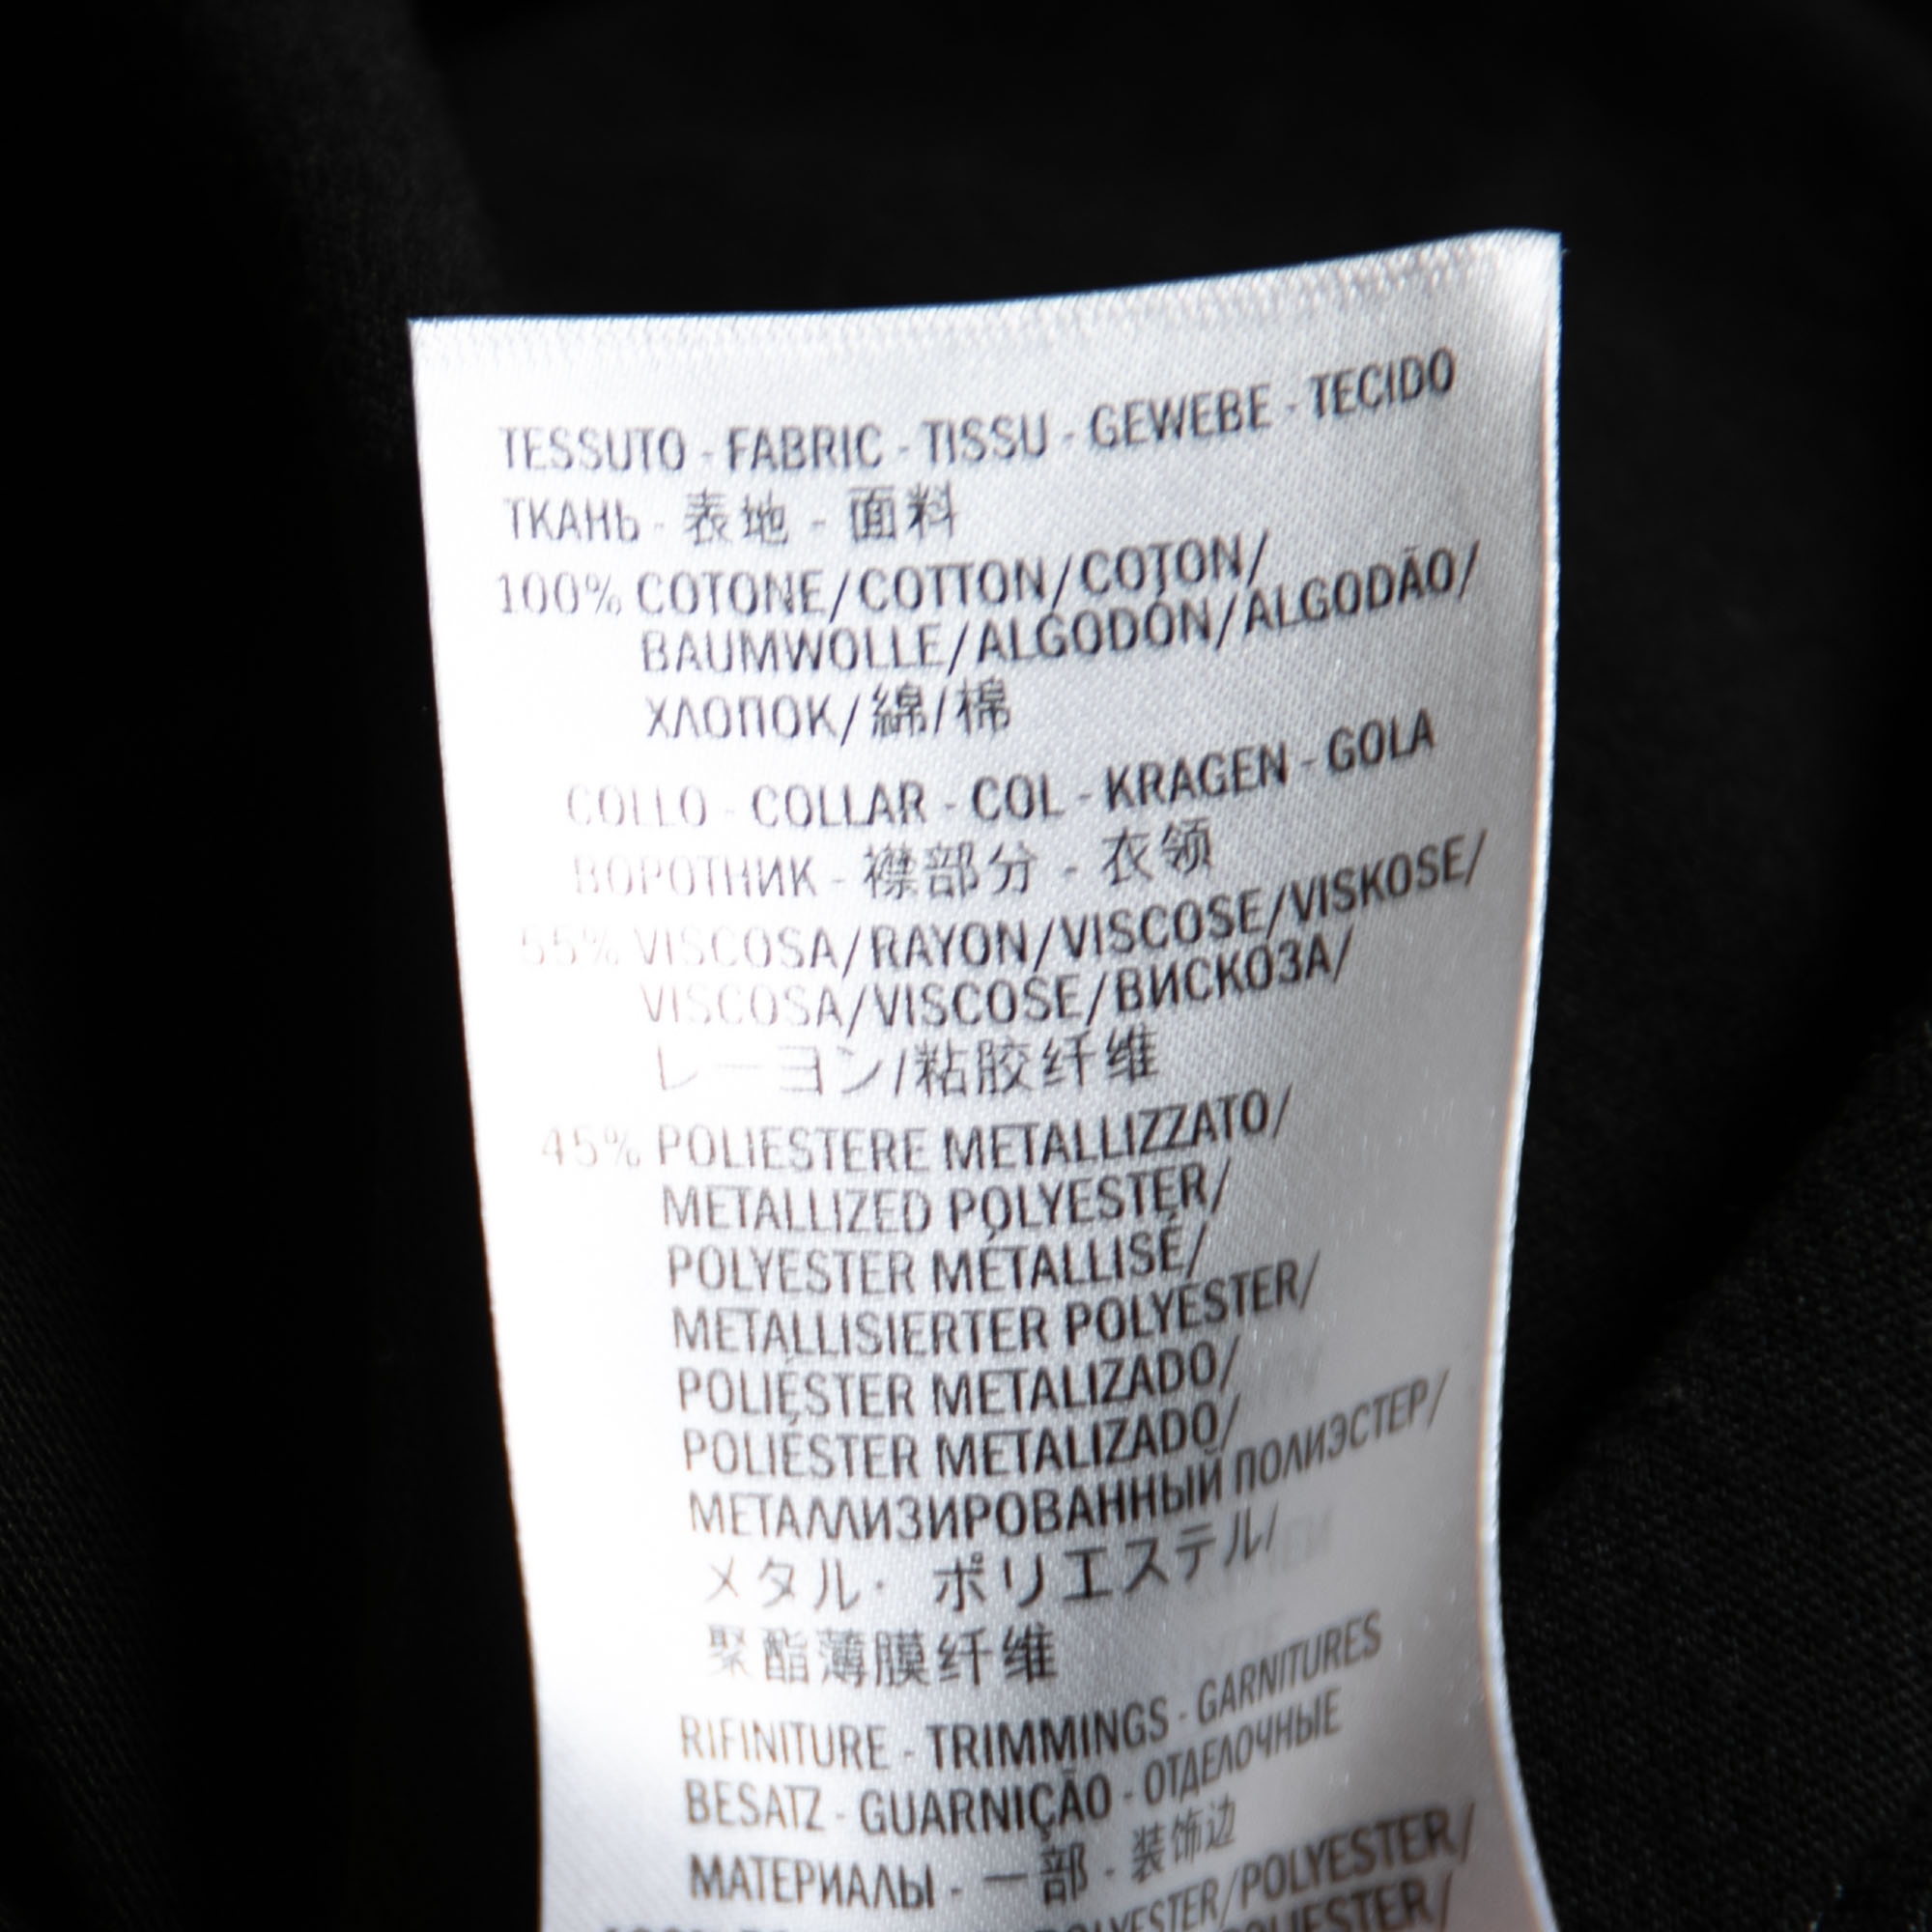 TESSUTO - FABRIC - TISSU - GEWEBE - TECIDO
ТКАНЬ - 表地 - 面料
100% COTONE/COTTON/COTON/
BAUMWOLLE/ALGODÓN/ALGODÃO/
ХЛОПОК/綿/棉
COLLO - COLLAR - COL - KRAGEN - GOLA
ВОРОТНИК - 襟部分 - 衣领
55% VISCOSA/RAYON/VISCOSE/VISKOSE/
VISCOSA/VISCOSE/ВИСКОЗА/
レーヨン/粘胶纤维
45% POLIESTERE METALLIZZATO/
METALLIZED POLYESTER/
POLYESTER MÉTALLISÉ/
METALLISIERTER POLYESTER/
POLIÉSTER METALIZADO/
POLIÉSTER METALIZADO/
МЕТАЛЛИЗИРОВАННЫЙ ПОЛИЭСТЕР/
メタル・ポリエステル/
聚酯薄膜纤维
RIFINITURE - TRIMMINGS - GARNITURES
BESATZ - GUARNIÇÃO - ОТДЕЛОЧНЫЕ
МАТЕРИАЛЫ - 一部 - 装饰边
POLYESTER/